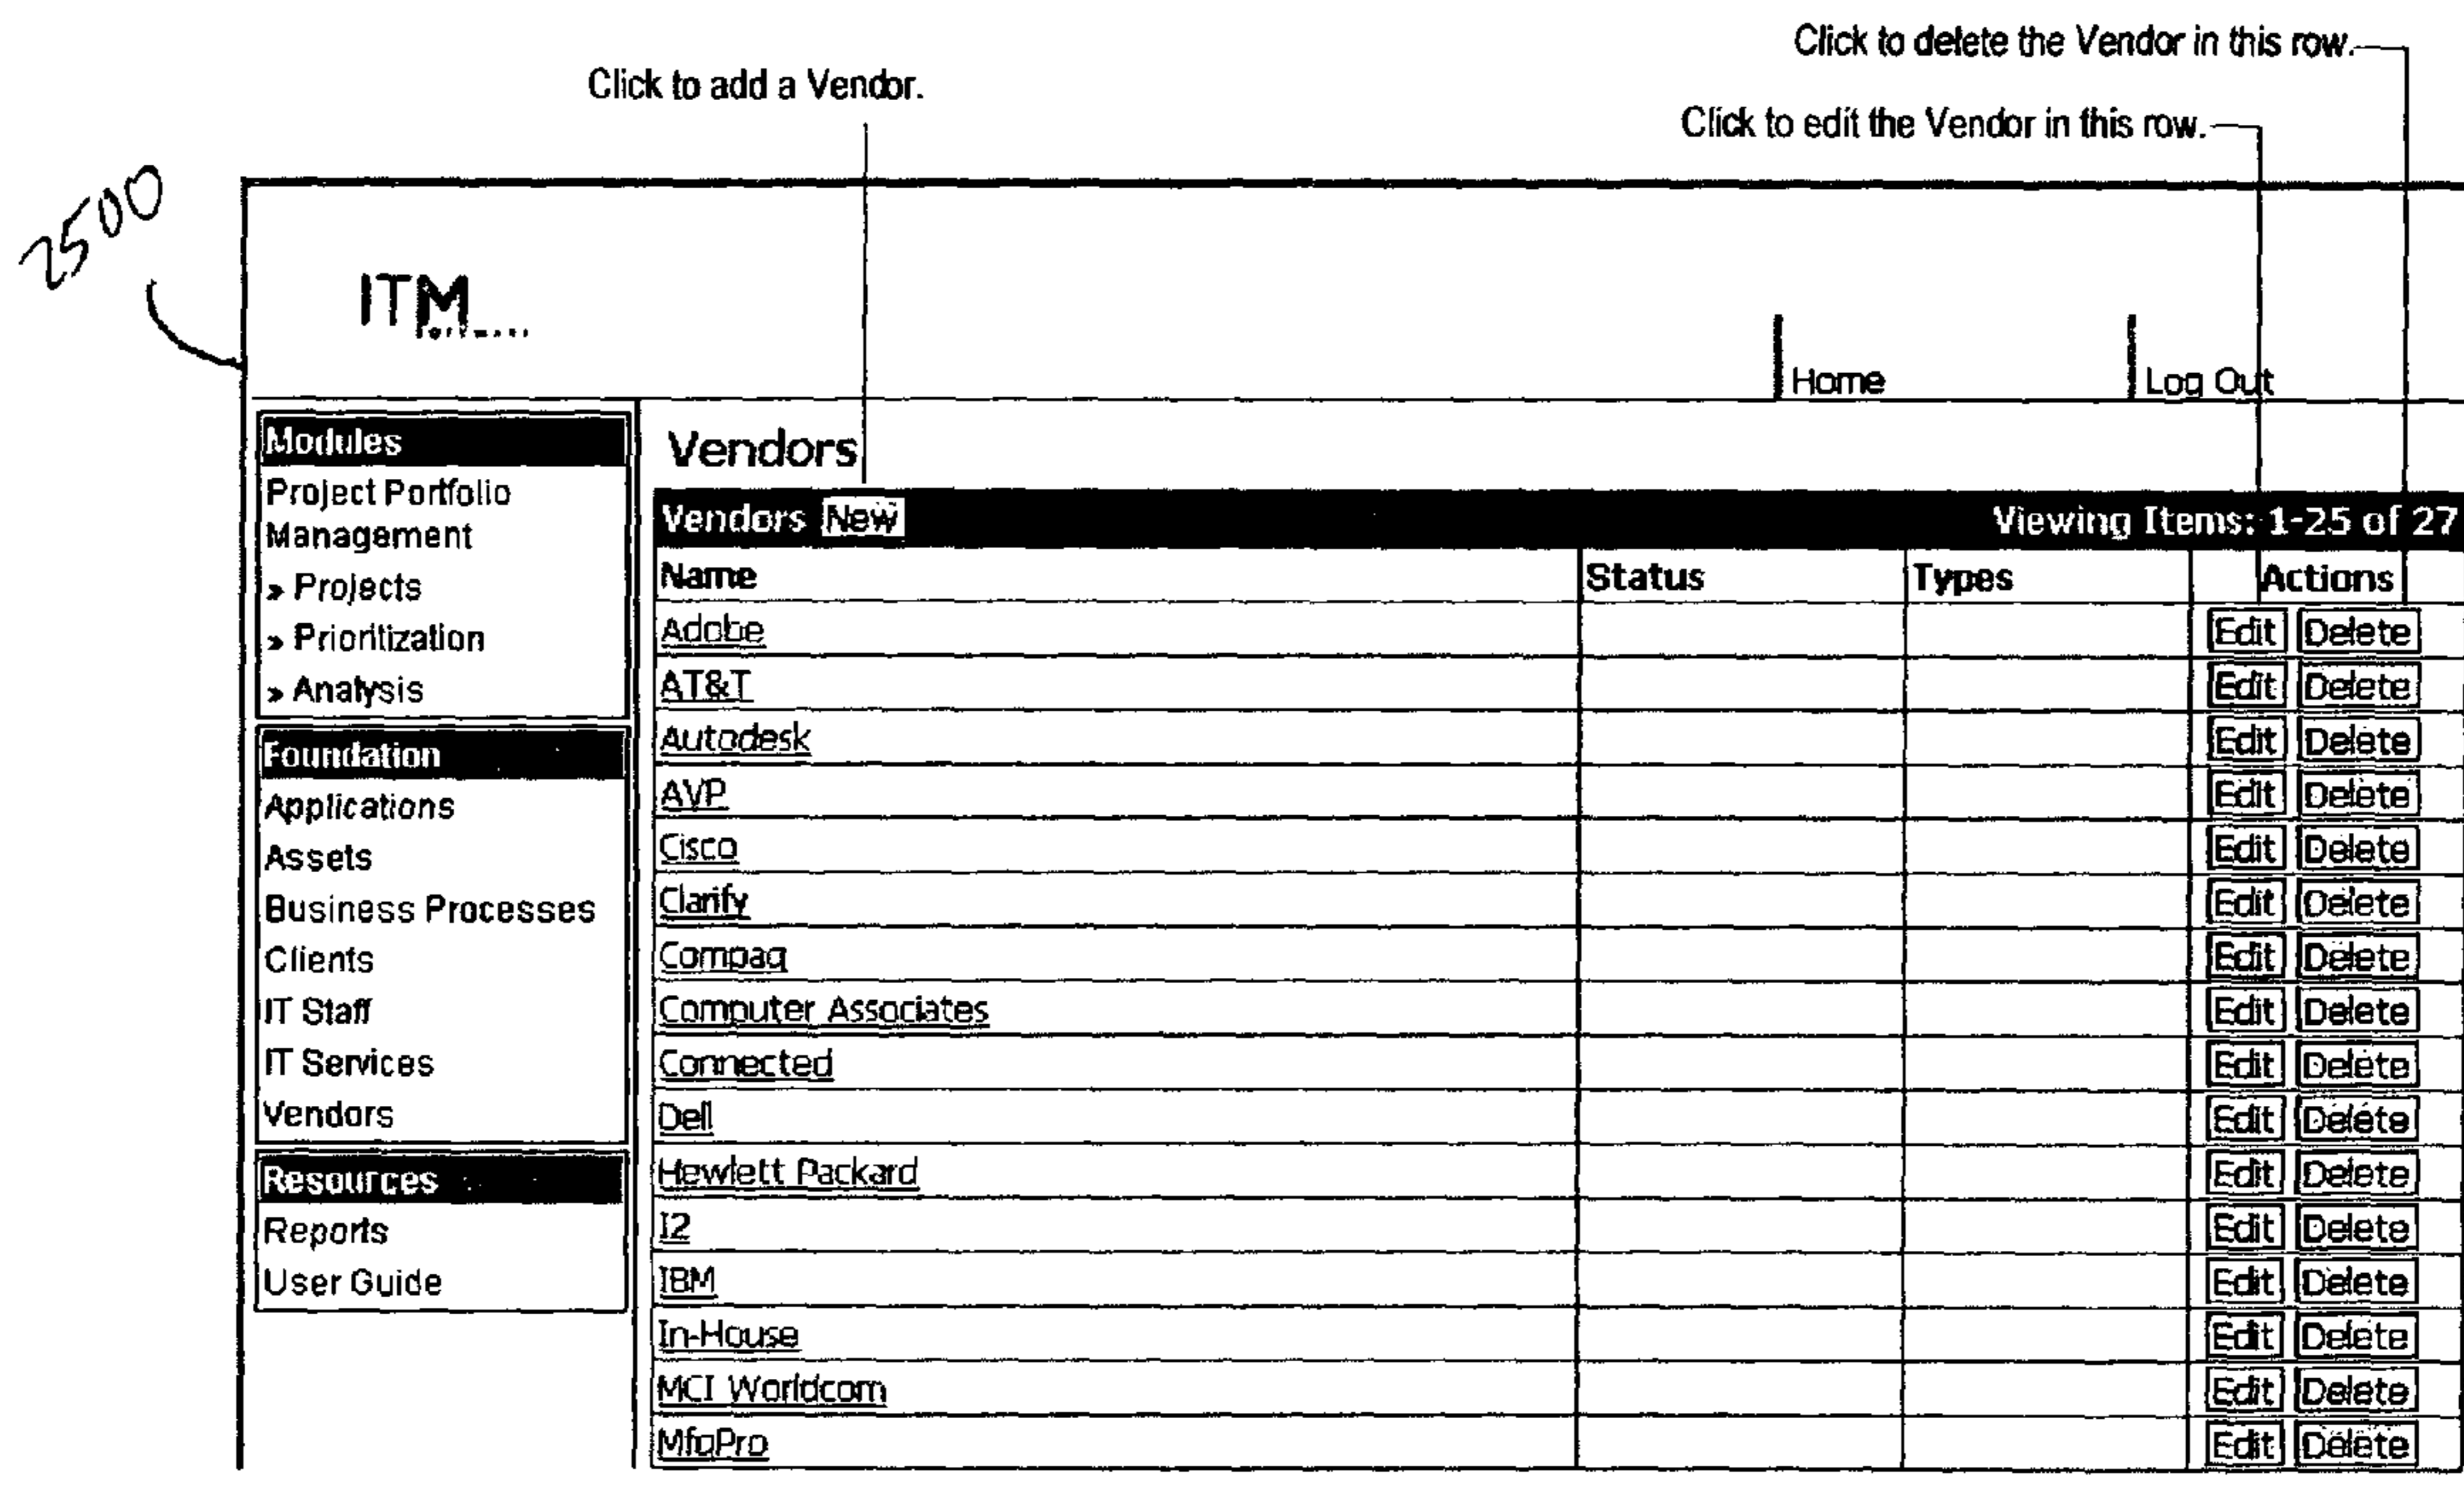 Click to delete the Vendor in this row.
Click to add a Vendor.
Click to edit the Vendor in this row.
2500
ITM
Home
Log Out
Modules
Project Portfolio
Management
» Projects
» Prioritization
» Analysis
Foundation
Applications
Assets
Business Processes
Clients
IT Staff
IT Services
Vendors
Resources
Reports
User Guide
Vendors
Vendors New Viewing Items: 1-25 of 27
Name Status Types Actions
Adobe Edit Delete
AT&T Edit Delete
Autodesk Edit Delete
AVP Edit Delete
Cisco Edit Delete
Clarify Edit Delete
Compaq Edit Delete
Computer Associates Edit Delete
Connected Edit Delete
Dell Edit Delete
Hewlett Packard Edit Delete
I2 Edit Delete
IBM Edit Delete
In-House Edit Delete
MCI Worldcom Edit Delete
MfgPro Edit Delete